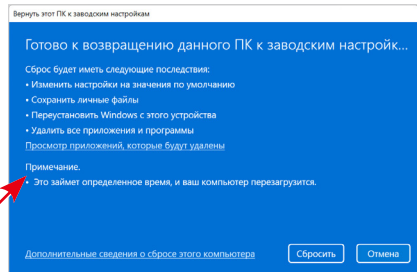 Вернуть этот ПК к заводским настройкам
Готово к возвращению данного ПК к заводским настройк...
Сброс будет иметь следующие последствия:
• Изменить настройки на значения по умолчанию
• Сохранить личные файлы
• Переустановить Windows с этого устройства
• Удалить все приложения и программы
Просмотр приложений, которые будут удалены
Примечание.
• Это займет определенное время, и ваш компьютер перезагрузится.
Дополнительные сведения о сбросе этого компьютера
Сбросить
Отмена